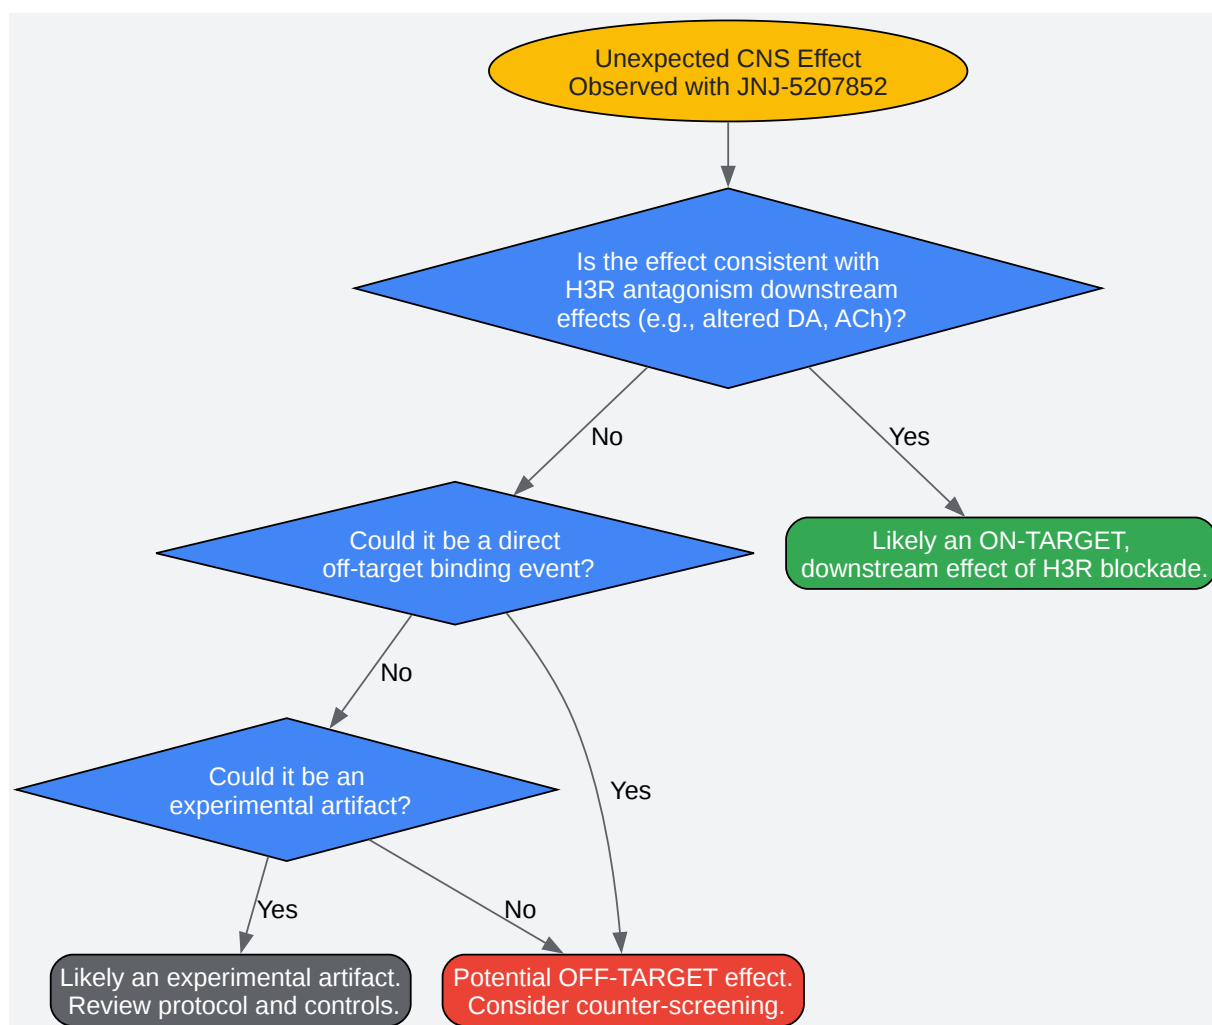 Unexpected CNS Effect
Observed with JNJ-5207852
Is the effect consistent with
H3R antagonism downstream
effects (e.g., altered DA, ACh)?
No
Yes
Could it be a direct
off-target binding event?
Likely an ON-TARGET,
downstream effect of H3R blockade.
No
Yes
Could it be an
experimental artifact?
Yes
No
Likely an experimental artifact.
Review protocol and controls.
Potential OFF-TARGET effect.
Consider counter-screening.